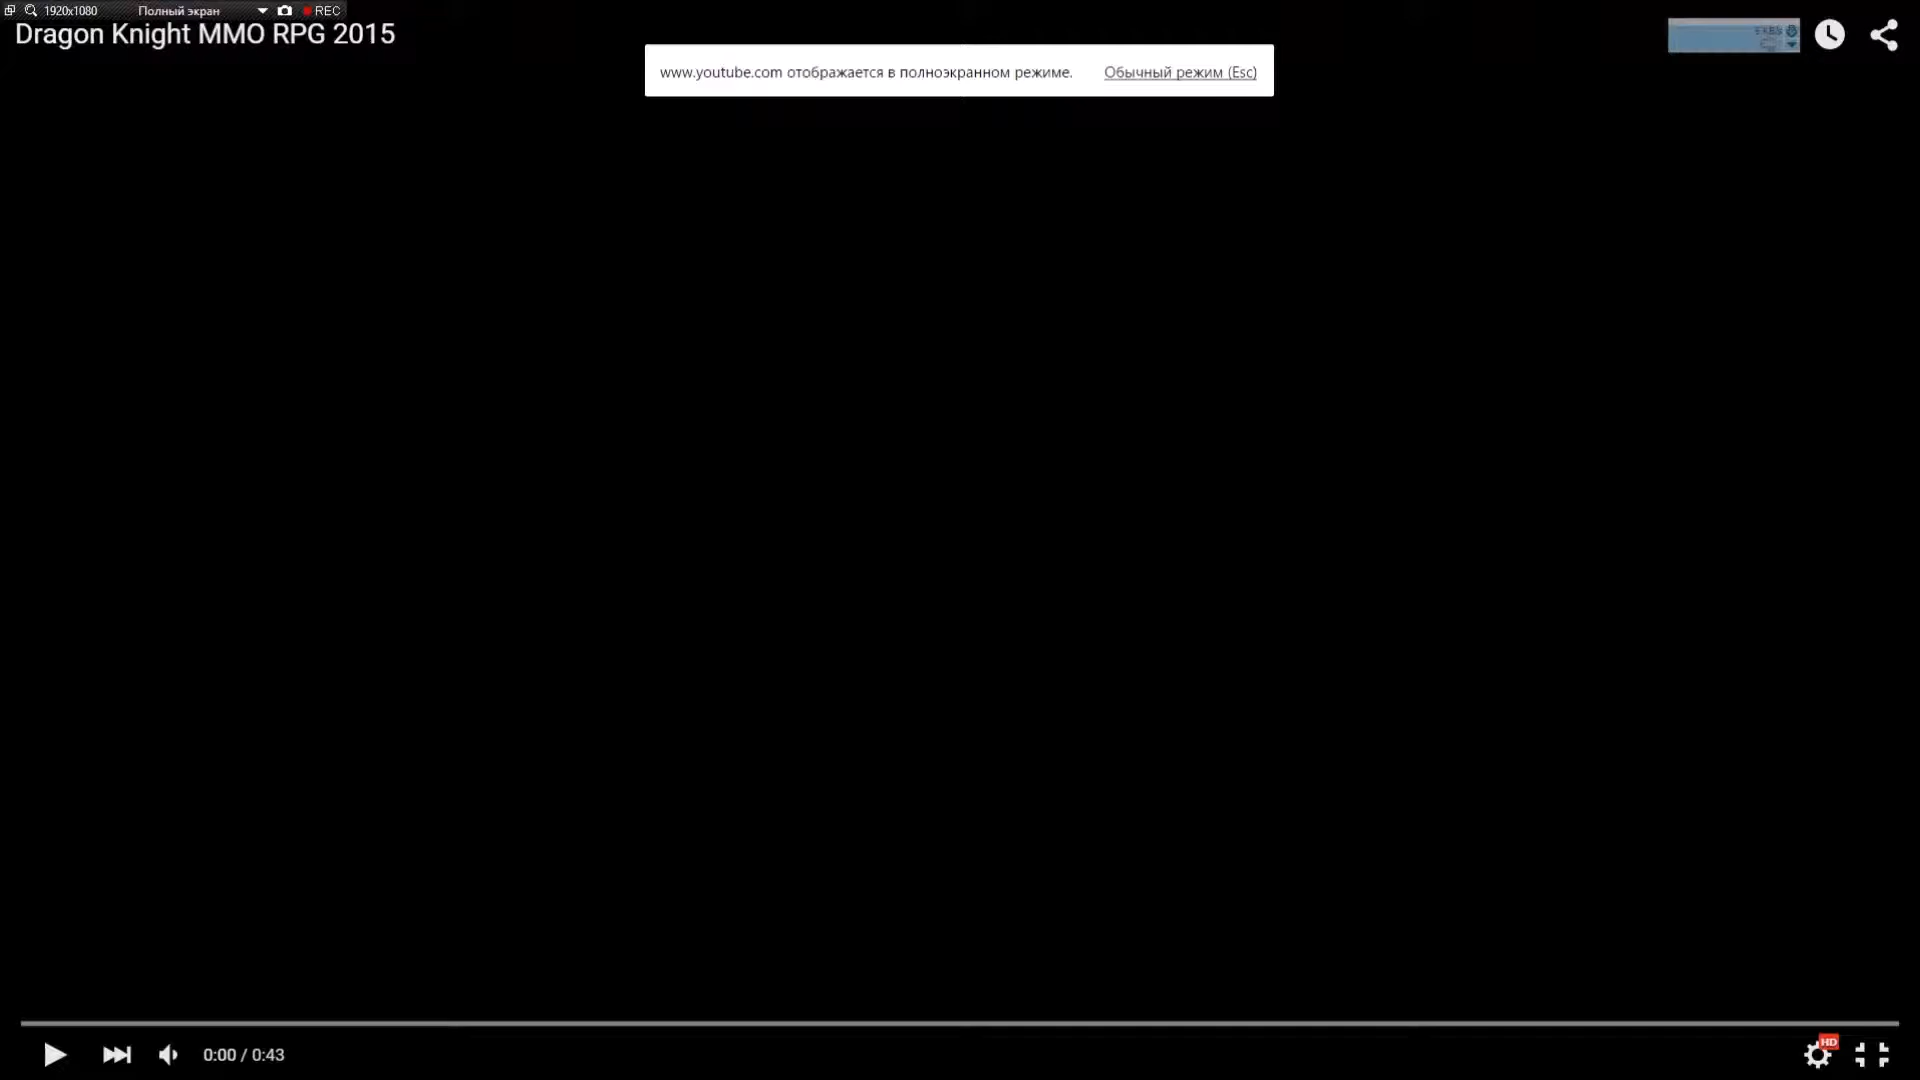 1920x1080 Полный экран REC
Dragon Knight MMO RPG 2015
www.youtube.com отображается в полноэкранном режиме. Обычный режим (Esc)
0:00 / 0:43
HD